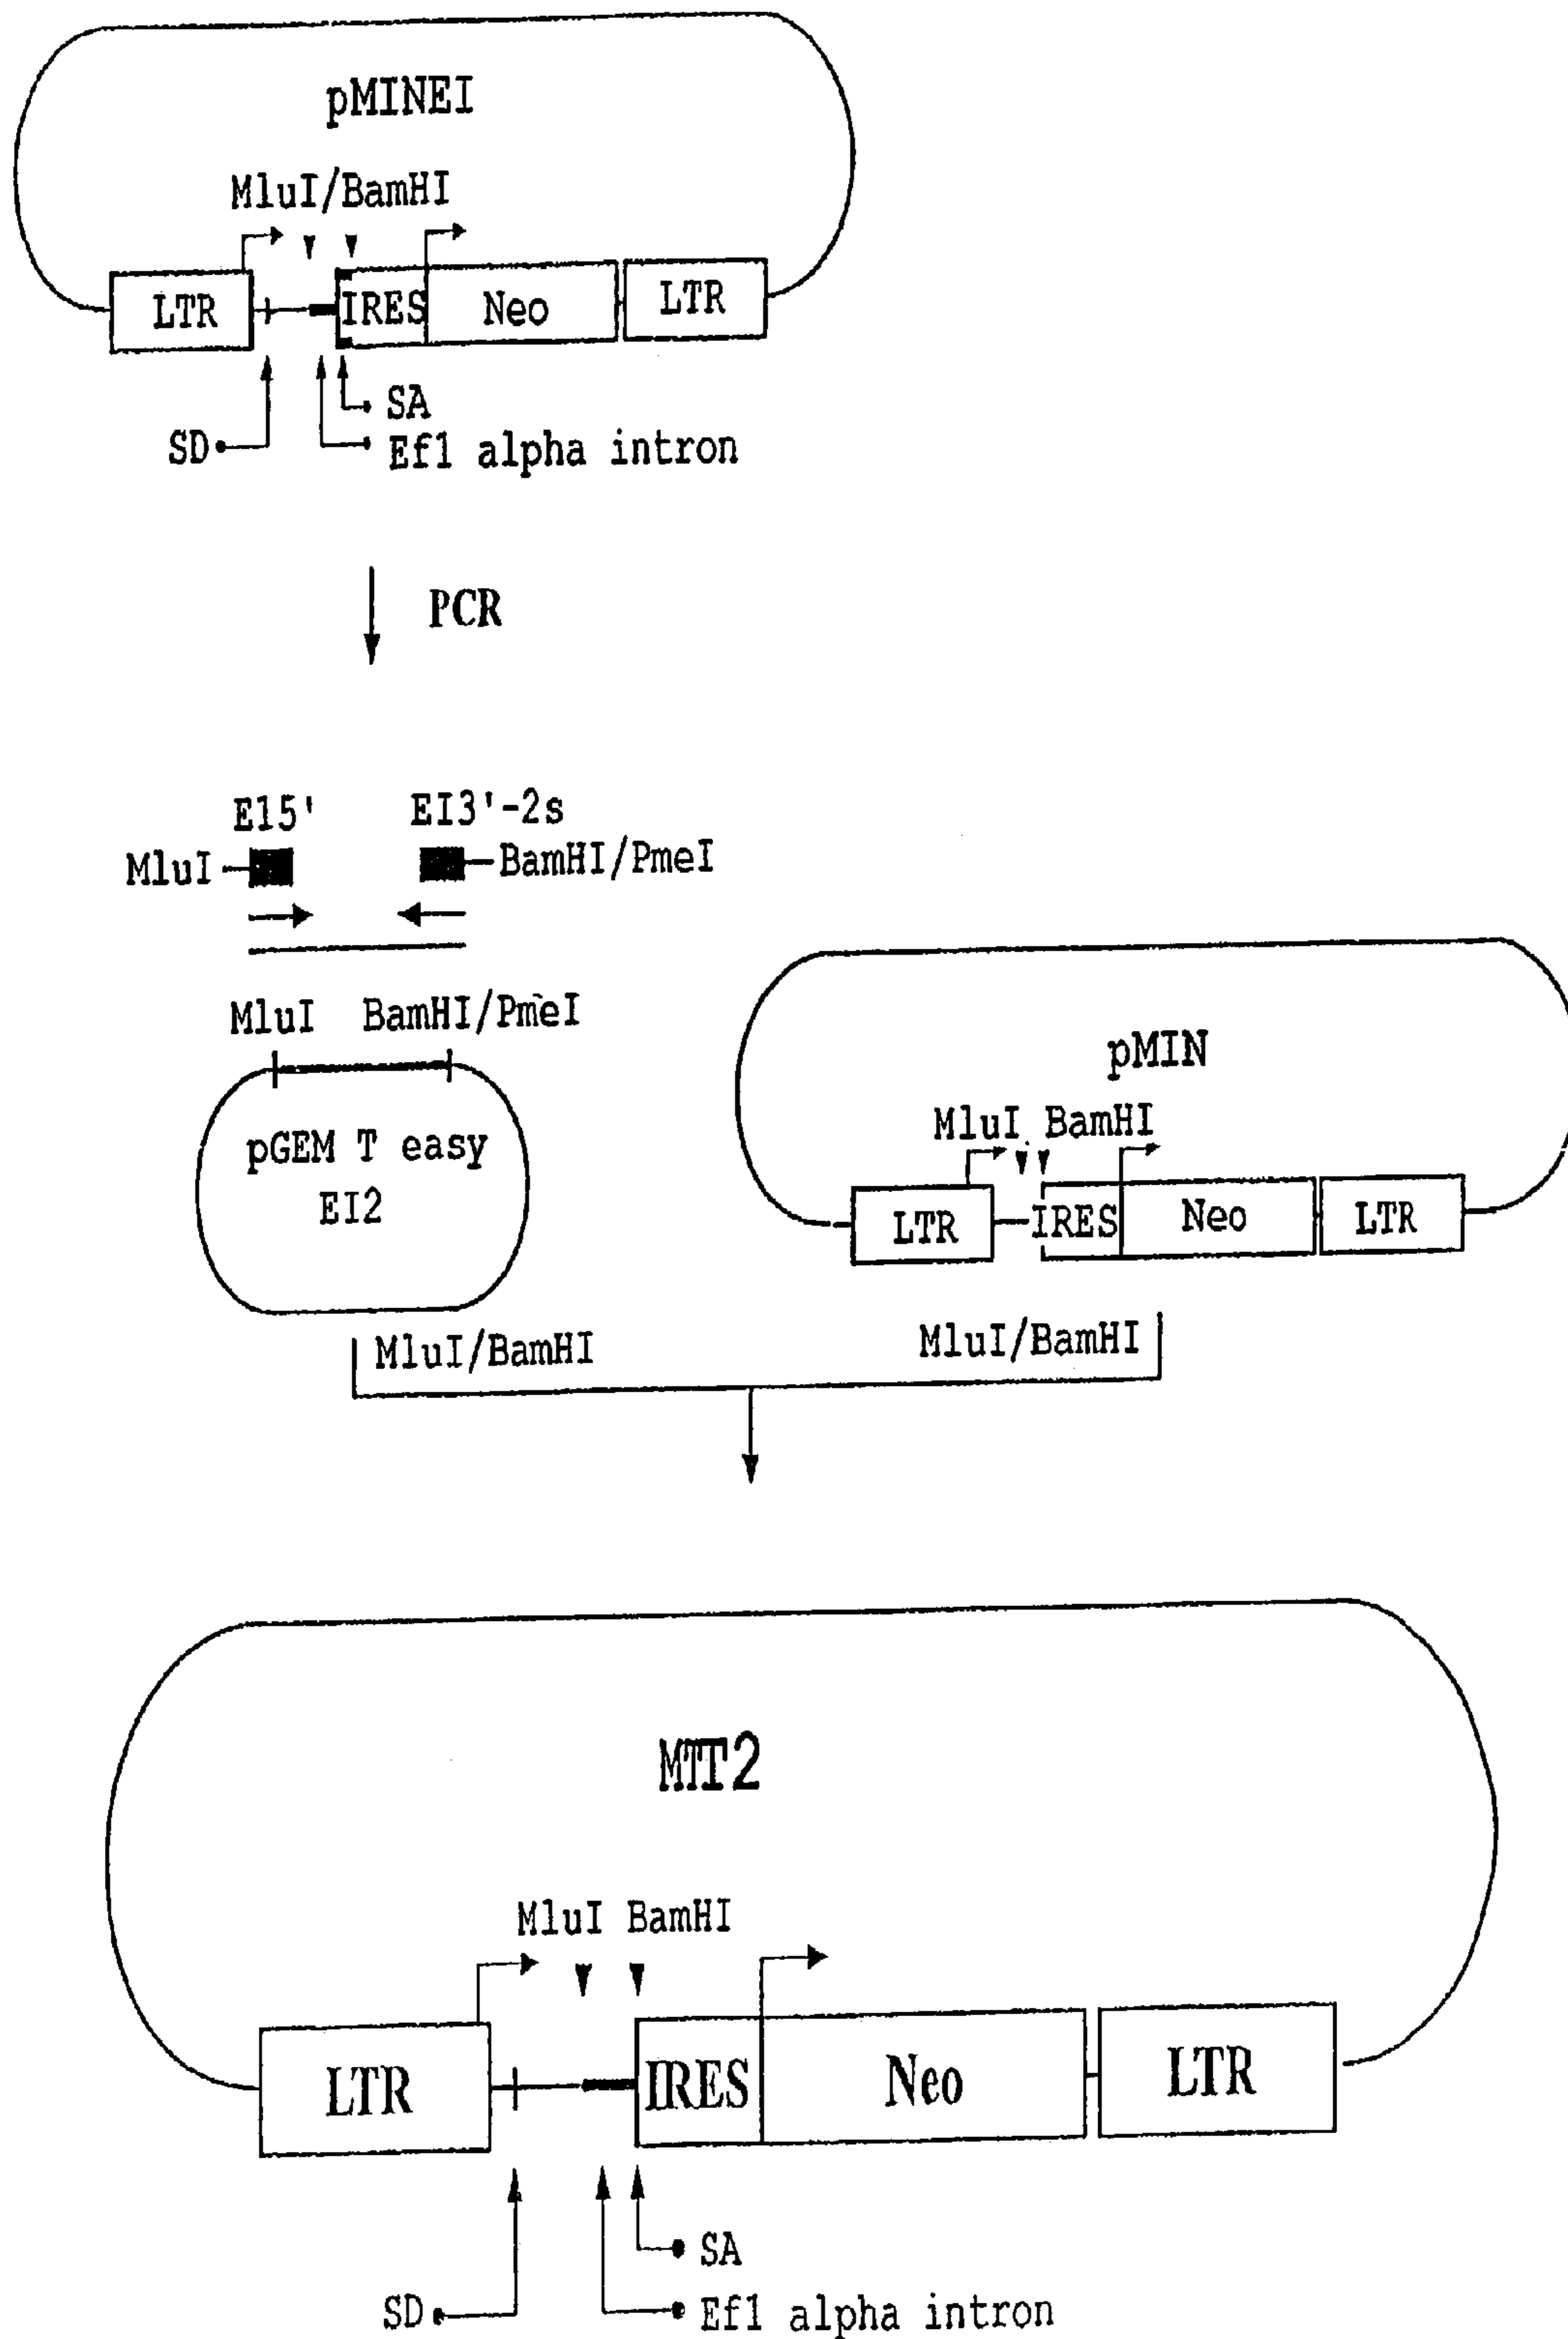 pMINEI
MluI/BamHI
LTR
IRES
Neo
LTR
SA
SD
Ef1 alpha intron
PCR
E15'
EI3'-2s
MluI
BamHI/PmeI
MluI BamHI/PmeI
pGEM T easy
EI2
pMIN
MluI BamHI
LTR
IRES
Neo
LTR
MluI/BamHI
MluI/BamHI
MTT2
MluI BamHI
LTR
IRES
Neo
LTR
SA
SD
Ef1 alpha intron